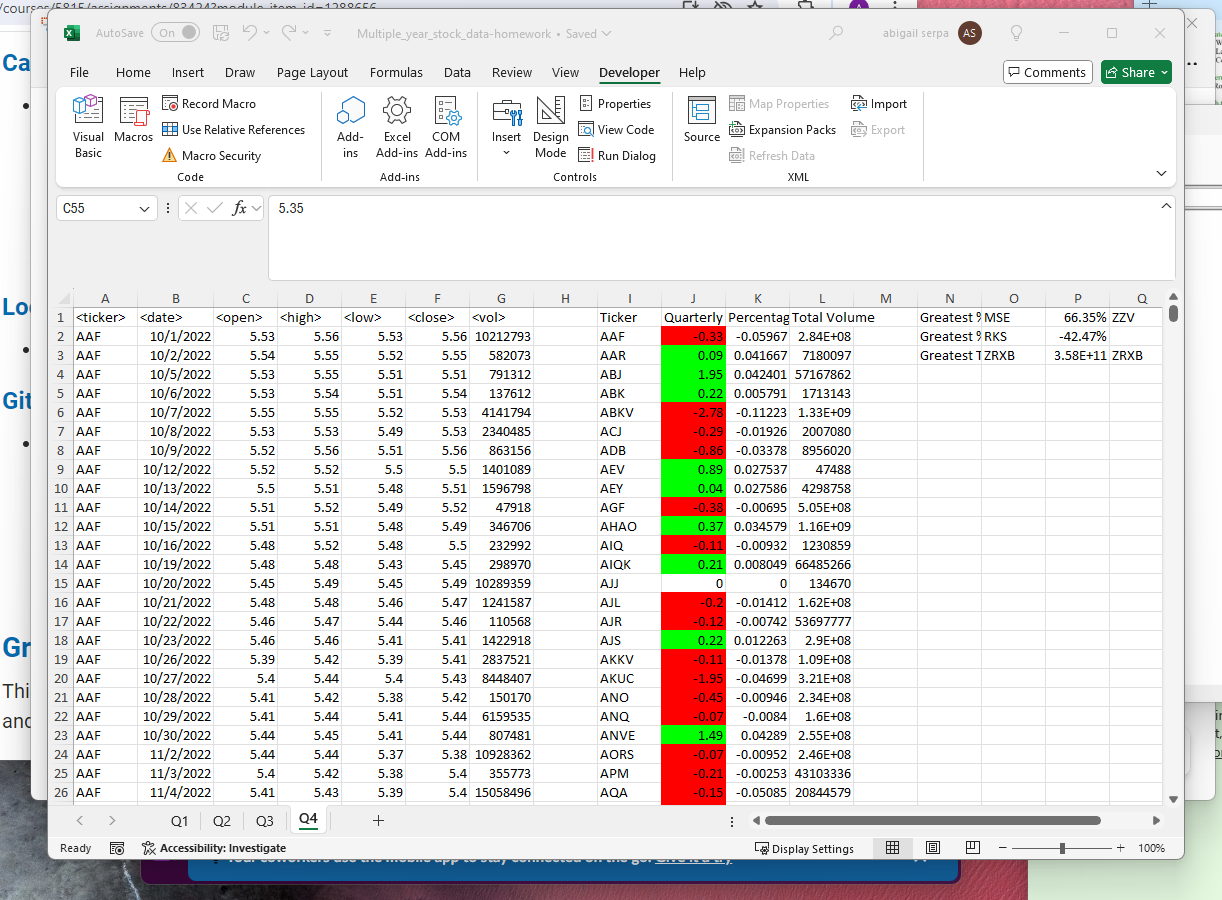 /courses/5815/assignments/83424?module_item_id=1288656
Ca
Lo
Git
Gr
Thi
and
AutoSave On Multiple_year_stock_data-homework • Saved abigail serpa AS
File Home Insert Draw Page Layout Formulas Data Review View Developer Help Comments Share
Visual Basic Macros Record Macro Use Relative References Macro Security Code
Add-ins Excel Add-ins COM Add-ins Add-ins
Insert Design Mode Properties View Code Run Dialog Controls
Source Map Properties Expansion Packs Refresh Data Import Export XML
C55 fx 5.35
A B C D E F G H I J K L M N O P Q
1 <ticker> <date> <open> <high> <low> <close> <vol> Ticker Quarterly Percentag Total Volume Greatest % MSE 66.35% ZZV
2 AAF 10/1/2022 5.53 5.56 5.53 5.56 10212793 AAF -0.33 -0.05967 2.84E+08 Greatest % RKS -42.47%
3 AAF 10/2/2022 5.54 5.55 5.52 5.55 582073 AAR 0.09 0.041667 7180097 Greatest T ZRXB 3.58E+11 ZRXB
4 AAF 10/5/2022 5.53 5.55 5.51 5.51 791312 ABJ 1.95 0.042401 57167862
5 AAF 10/6/2022 5.53 5.54 5.51 5.54 137612 ABK 0.22 0.005791 1713143
6 AAF 10/7/2022 5.55 5.55 5.52 5.53 4141794 ABKV -2.78 -0.11223 1.33E+09
7 AAF 10/8/2022 5.53 5.53 5.49 5.53 2340485 ACJ -0.29 -0.01926 2007080
8 AAF 10/9/2022 5.52 5.56 5.51 5.56 863156 ADB -0.86 -0.03378 8956020
9 AAF 10/12/2022 5.52 5.52 5.5 5.5 1401089 AEV 0.89 0.027537 47488
10 AAF 10/13/2022 5.5 5.51 5.48 5.51 1596798 AEY 0.04 0.027586 4298758
11 AAF 10/14/2022 5.51 5.52 5.49 5.52 47918 AGF -0.38 -0.00695 5.05E+08
12 AAF 10/15/2022 5.51 5.51 5.48 5.49 346706 AHAO 0.37 0.034579 1.16E+09
13 AAF 10/16/2022 5.48 5.52 5.48 5.5 232992 AIQ -0.11 -0.00932 1230859
14 AAF 10/19/2022 5.48 5.48 5.43 5.45 298970 AIQK 0.21 0.008049 66485266
15 AAF 10/20/2022 5.45 5.49 5.45 5.49 10289359 AJJ 0 0 134670
16 AAF 10/21/2022 5.48 5.48 5.46 5.47 1241587 AJL -0.2 -0.01412 1.62E+08
17 AAF 10/22/2022 5.46 5.47 5.44 5.46 110568 AJR -0.12 -0.00742 53697777
18 AAF 10/23/2022 5.46 5.46 5.41 5.41 1422918 AJS 0.22 0.012263 2.9E+08
19 AAF 10/26/2022 5.39 5.42 5.39 5.41 2837521 AKKV -0.11 -0.01378 1.09E+08
20 AAF 10/27/2022 5.4 5.44 5.4 5.43 8448407 AKUC -1.95 -0.04699 3.21E+08
21 AAF 10/28/2022 5.41 5.42 5.38 5.42 150170 ANO -0.45 -0.00946 2.34E+08
22 AAF 10/29/2022 5.41 5.44 5.41 5.44 6159535 ANQ -0.07 -0.0084 1.6E+08
23 AAF 10/30/2022 5.44 5.45 5.41 5.44 807481 ANVE 1.49 0.04289 2.55E+08
24 AAF 11/2/2022 5.44 5.44 5.37 5.38 10928362 AORS -0.07 -0.00952 2.46E+08
25 AAF 11/3/2022 5.4 5.42 5.38 5.4 355773 APM -0.21 -0.00253 43103336
26 AAF 11/4/2022 5.41 5.43 5.39 5.4 15058496 AQA -0.15 -0.05085 20844579
Q1 Q2 Q3 Q4 +
Ready Accessibility: Investigate Display Settings 100%
Your coworkers use the mobile app to stay connected on the go. Give it a try